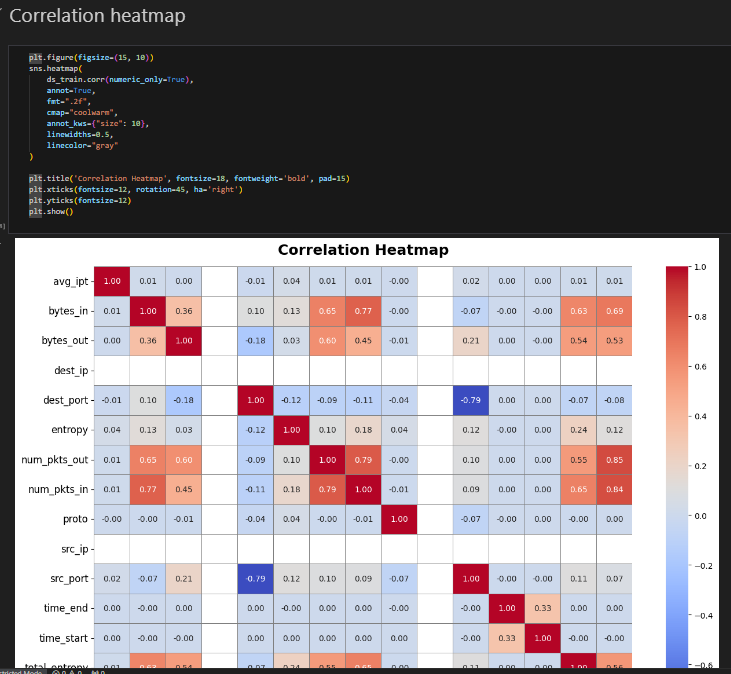 Correlation heatmap
plt.figure(figsize=(15, 10))
sns.heatmap(
ds_train.corr(numeric_only=True),
annot=True,
fmt=".2f",
cmap="coolwarm",
annot_kws={"size": 10},
linewidths=0.5,
linecolor="gray"
)
plt.title('Correlation Heatmap', fontsize=18, fontweight='bold', pad=15)
plt.xticks(fontsize=12, rotation=45, ha='right')
plt.yticks(fontsize=12)
plt.show()
Correlation Heatmap
avg_ipt 1.00 0.01 0.00 -0.01 0.04 0.01 0.01 -0.00 0.02 0.00 0.00 0.01 0.01
bytes_in 0.01 1.00 0.36 0.10 0.13 0.65 0.77 -0.00 -0.07 -0.00 -0.00 0.63 0.69
bytes_out 0.00 0.36 1.00 -0.18 0.03 0.60 0.45 -0.01 0.21 0.00 -0.00 0.54 0.53
dest_ip
dest_port -0.01 0.10 -0.18 1.00 -0.12 -0.09 -0.11 -0.04 -0.79 0.00 0.00 -0.07 -0.08
entropy 0.04 0.13 0.03 -0.12 1.00 0.10 0.18 0.04 0.12 -0.00 0.00 0.24 0.12
num_pkts_out 0.01 0.65 0.60 -0.09 0.10 1.00 0.79 -0.00 0.10 0.00 0.00 0.55 0.85
num_pkts_in 0.01 0.77 0.45 -0.11 0.18 0.79 1.00 -0.01 0.09 0.00 0.00 0.65 0.84
proto -0.00 -0.00 -0.01 -0.04 0.04 -0.00 -0.01 1.00 -0.07 -0.00 0.00 -0.00 0.00
src_ip
src_port 0.02 -0.07 0.21 -0.79 0.12 0.10 0.09 -0.07 1.00 -0.00 -0.00 0.11 0.07
time_end 0.00 -0.00 0.00 0.00 -0.00 0.00 0.00 -0.00 -0.00 1.00 0.33 0.00 0.00
time_start 0.00 -0.00 -0.00 0.00 0.00 0.00 0.00 0.00 -0.00 0.33 1.00 -0.00 -0.00
total_entropy
1.0
0.8
0.6
0.4
0.2
0.0
−0.2
−0.4
−0.6